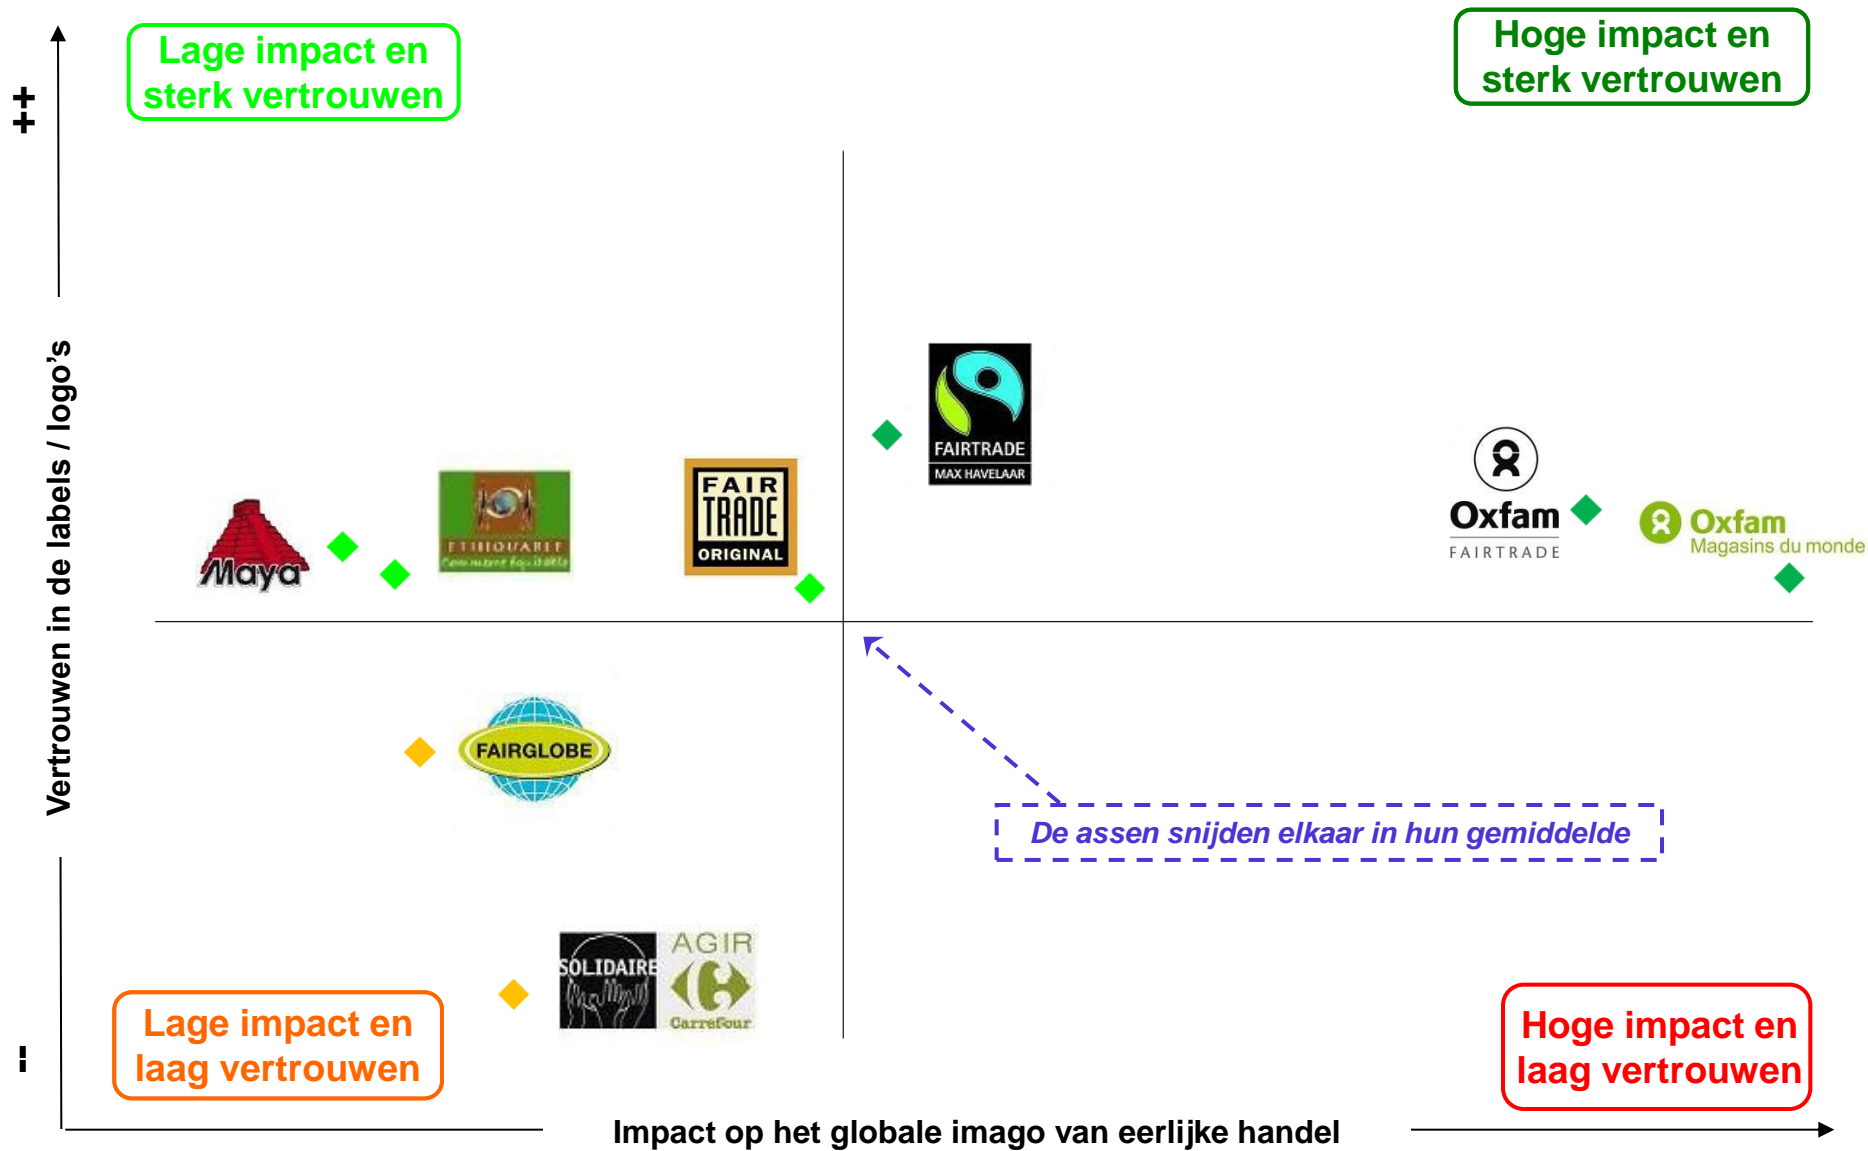 Lage impact en
sterk vertrouwen
Hoge impact en
sterk vertrouwen
++
Vertrouwen in de labels / logo’s
--
FAIRTRADE
MAX HAVELAAR
Oxfam
FAIRTRADE
Oxfam
Magasins du monde
Maya
ETHIQUABLE
FAIR
TRADE
ORIGINAL
FAIRGLOBE
De assen snijden elkaar in hun gemiddelde
SOLIDAIRE
AGIR
Carrefour
Lage impact en
laag vertrouwen
Hoge impact en
laag vertrouwen
Impact op het globale imago van eerlijke handel